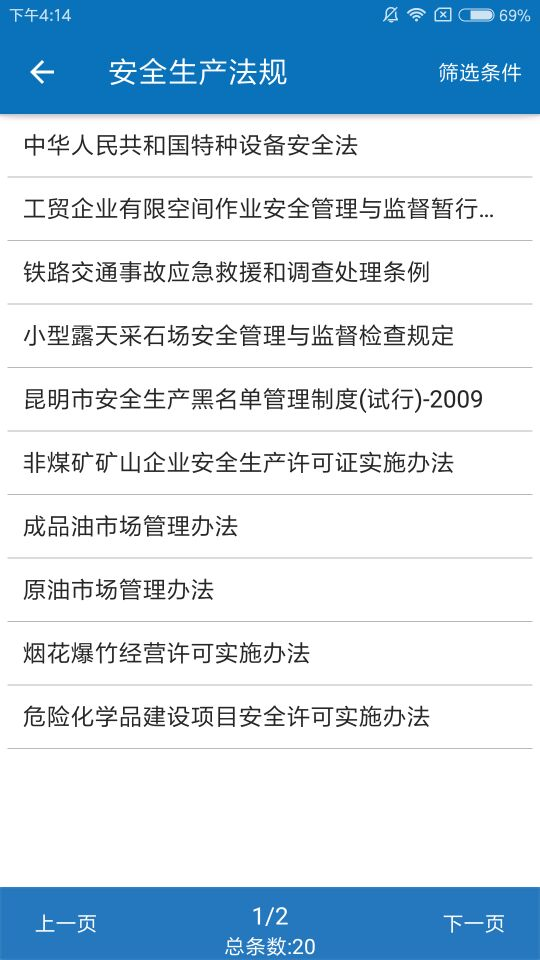 下午4:14 69%
安全生产法规 筛选条件
中华人民共和国特种设备安全法
工贸企业有限空间作业安全管理与监督暂行...
铁路交通事故应急救援和调查处理条例
小型露天采石场安全管理与监督检查规定
昆明市安全生产黑名单管理制度(试行)-2009
非煤矿矿山企业安全生产许可证实施办法
成品油市场管理办法
原油市场管理办法
烟花爆竹经营许可实施办法
危险化学品建设项目安全许可实施办法
上一页 1/2 下一页
总条数:20